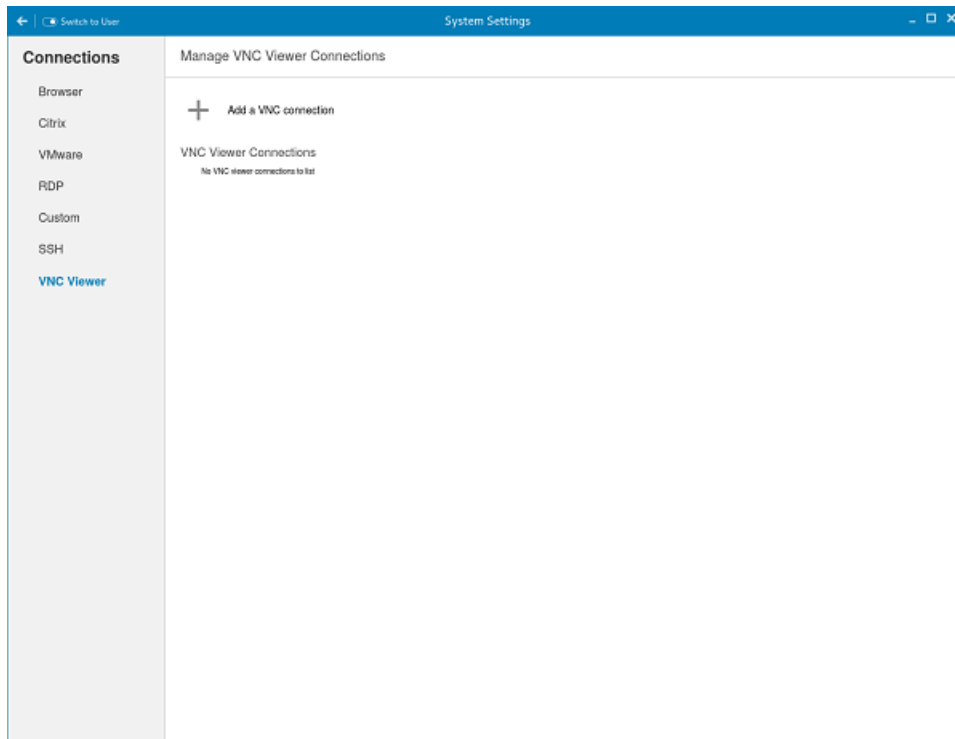 Switch to User
System Settings
Connections
Browser
Citrix
VMware
RDP
Custom
SSH
VNC Viewer
Manage VNC Viewer Connections
Add a VNC connection
VNC Viewer Connections
No VNC viewer connections to list